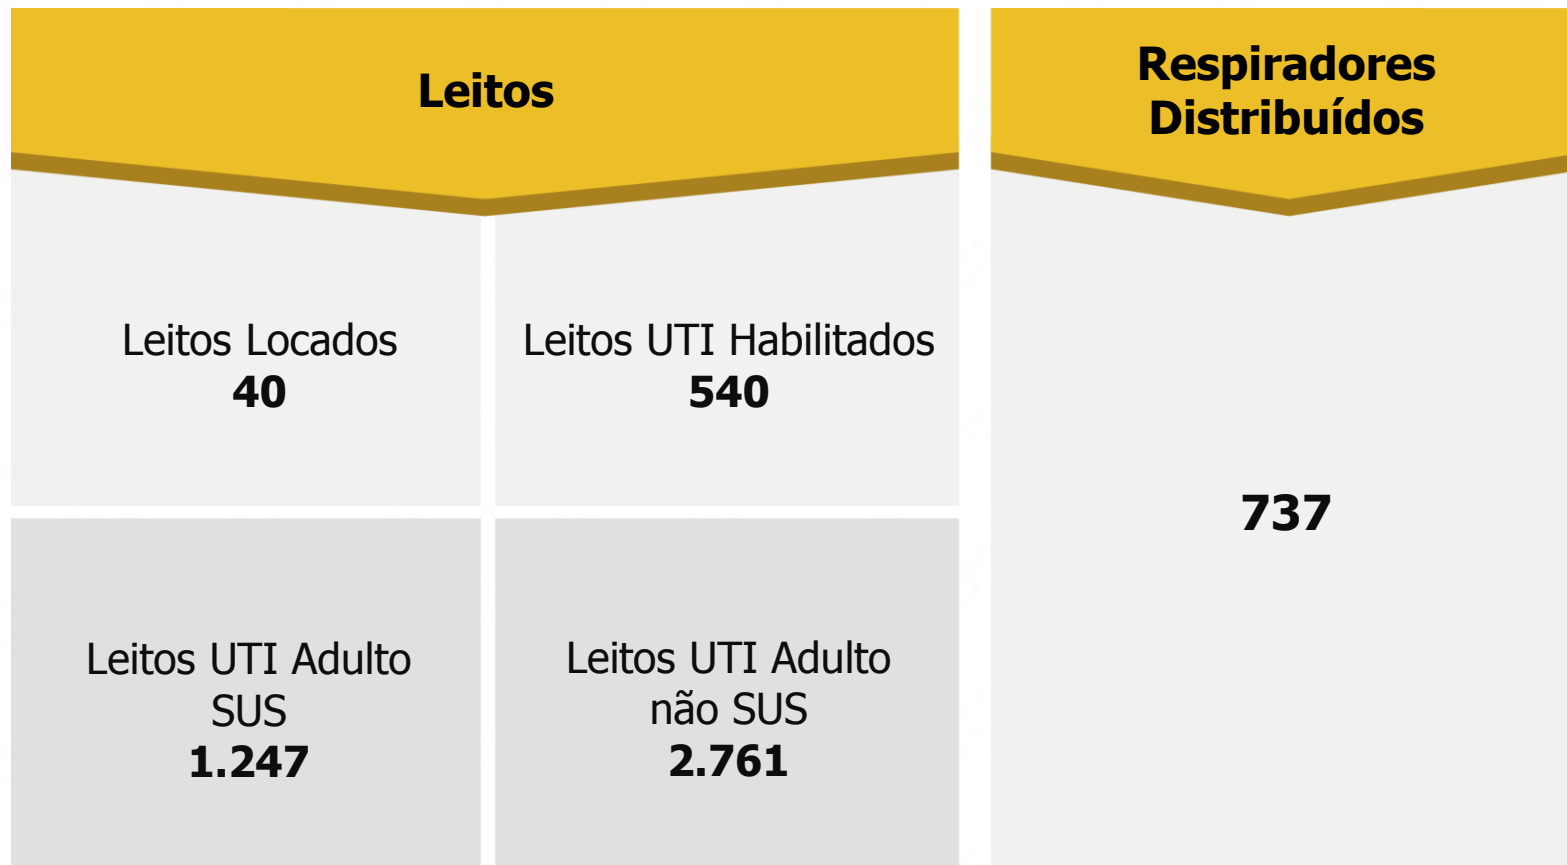 Leitos
Leitos Locados
40
Leitos UTI Habilitados
540
Leitos UTI Adulto
SUS
1.247
Leitos UTI Adulto
não SUS
2.761
Respiradores
Distribuídos
737